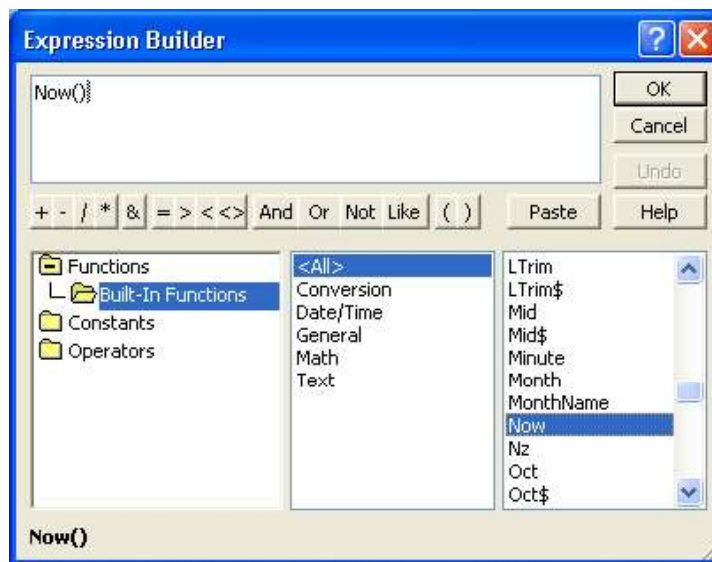 Expression Builder
?
Now()
OK
Cancel
Undo
+ - / * & = > < <> And Or Not Like ( ) Paste Help
Functions
Built-In Functions
Constants
Operators
<All>
Conversion
Date/Time
General
Math
Text
LTrim
LTrim$
Mid
Mid$
Minute
Month
MonthName
Now
Nz
Oct
Oct$
Now()